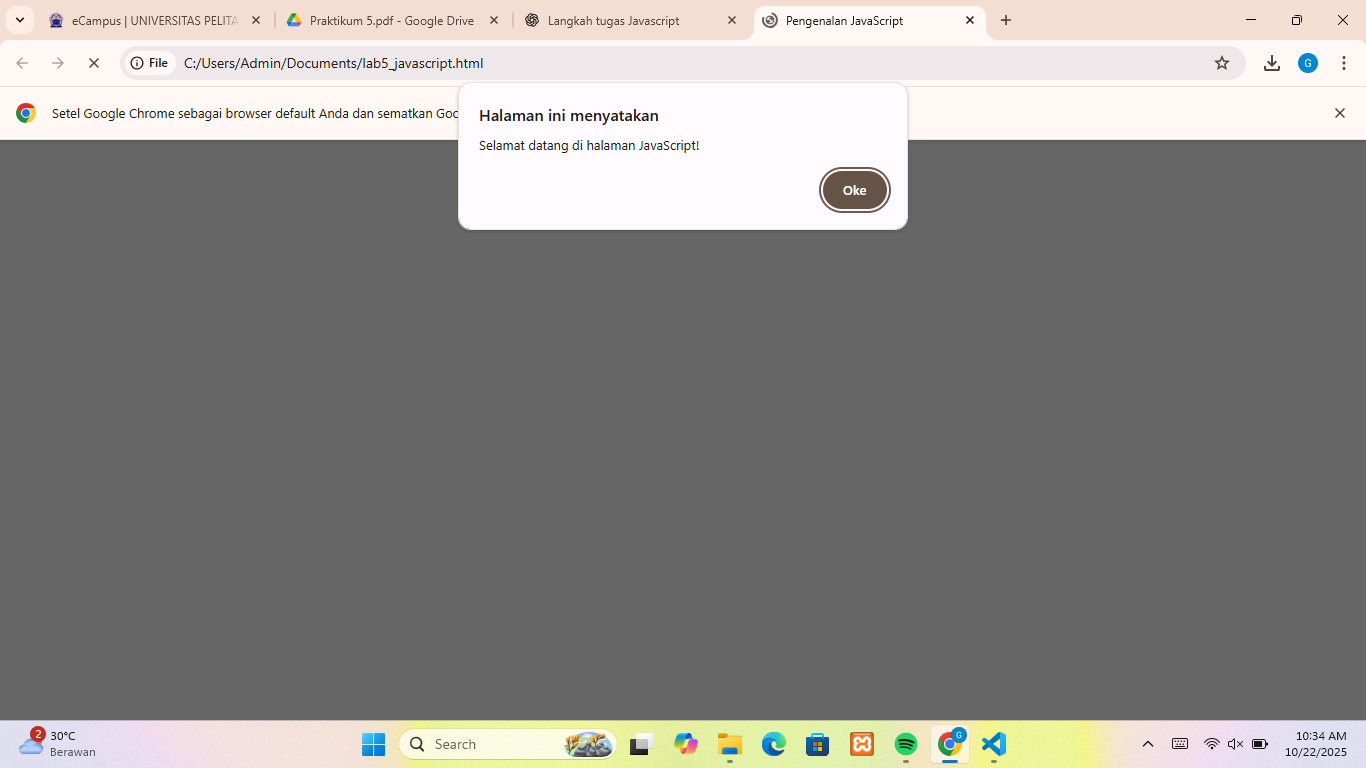 eCampus | UNIVERSITAS PELITA
Praktikum 5.pdf - Google Drive
Langkah tugas Javascript
Pengenalan JavaScript
File
C:/Users/Admin/Documents/lab5_javascript.html
G
Setel Google Chrome sebagai browser default Anda dan sematkan Goo
Halaman ini menyatakan
Selamat datang di halaman JavaScript!
Oke
2
30°C
Berawan
Search
G
10:34 AM
10/22/2025